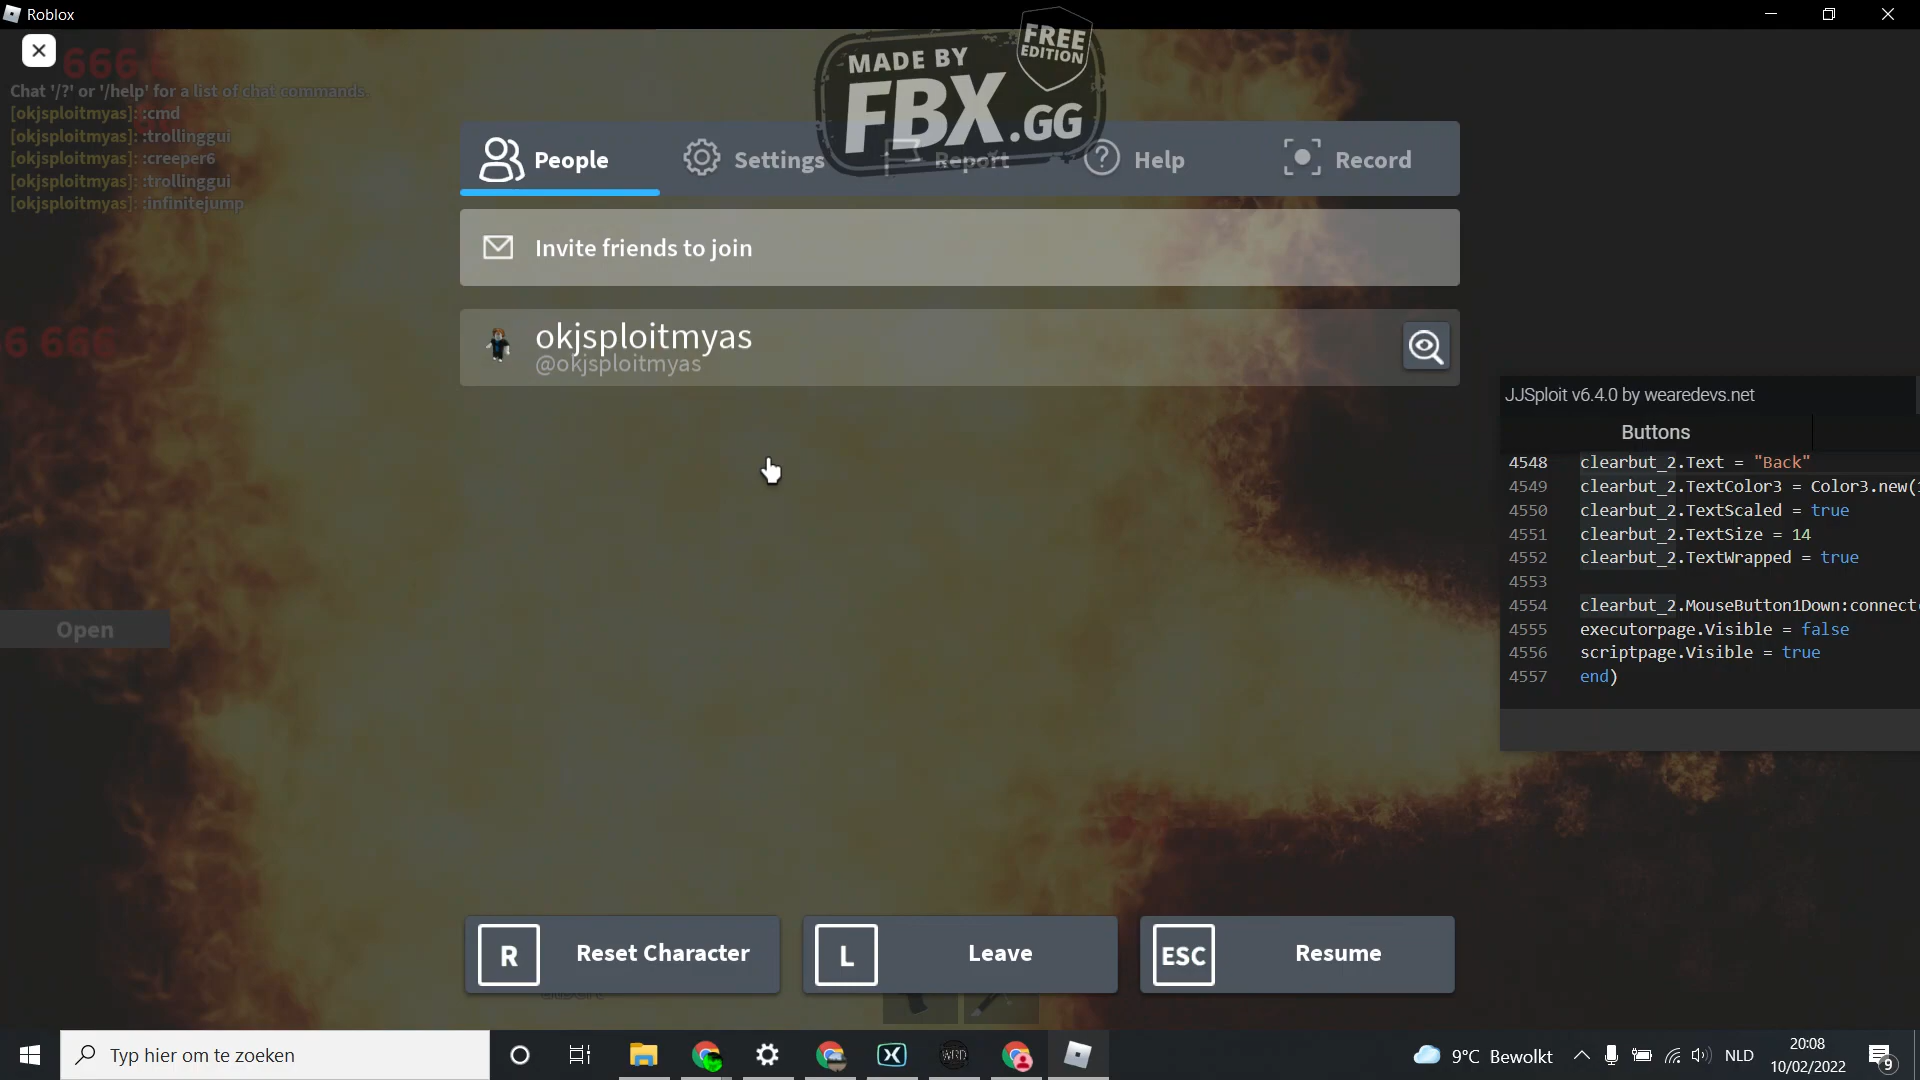 Roblox
666
Chat '/?' or '/help' for a list of chat commands
[okjsploitmyas]: :cmd
[okjsploitmyas]: :trollinggui
[okjsploitmyas]: :creeper6
[okjsploitmyas]: :trollinggui
[okjsploitmyas]: :infinitejump
MADE BY
FBX.GG
FREE
EDITION
People
Settings
Report
Help
Record
Invite friends to join
okjsploitmyas
@okjsploitmyas
6 666
Open
JJSploit v6.4.0 by wearedevs.net
Buttons
4548 clearbut_2.Text = "Back"
4549 clearbut_2.TextColor3 = Color3.new(
4550 clearbut_2.TextScaled = true
4551 clearbut_2.TextSize = 14
4552 clearbut_2.TextWrapped = true
4553
4554 clearbut_2.MouseButton1Down:connect
4555 executorpage.Visible = false
4556 scriptpage.Visible = true
4557 end)
R Reset Character
L Leave
ESC Resume
Typ hier om te zoeken
WRD
9°C Bewolkt
NLD
20:08
10/02/2022
9